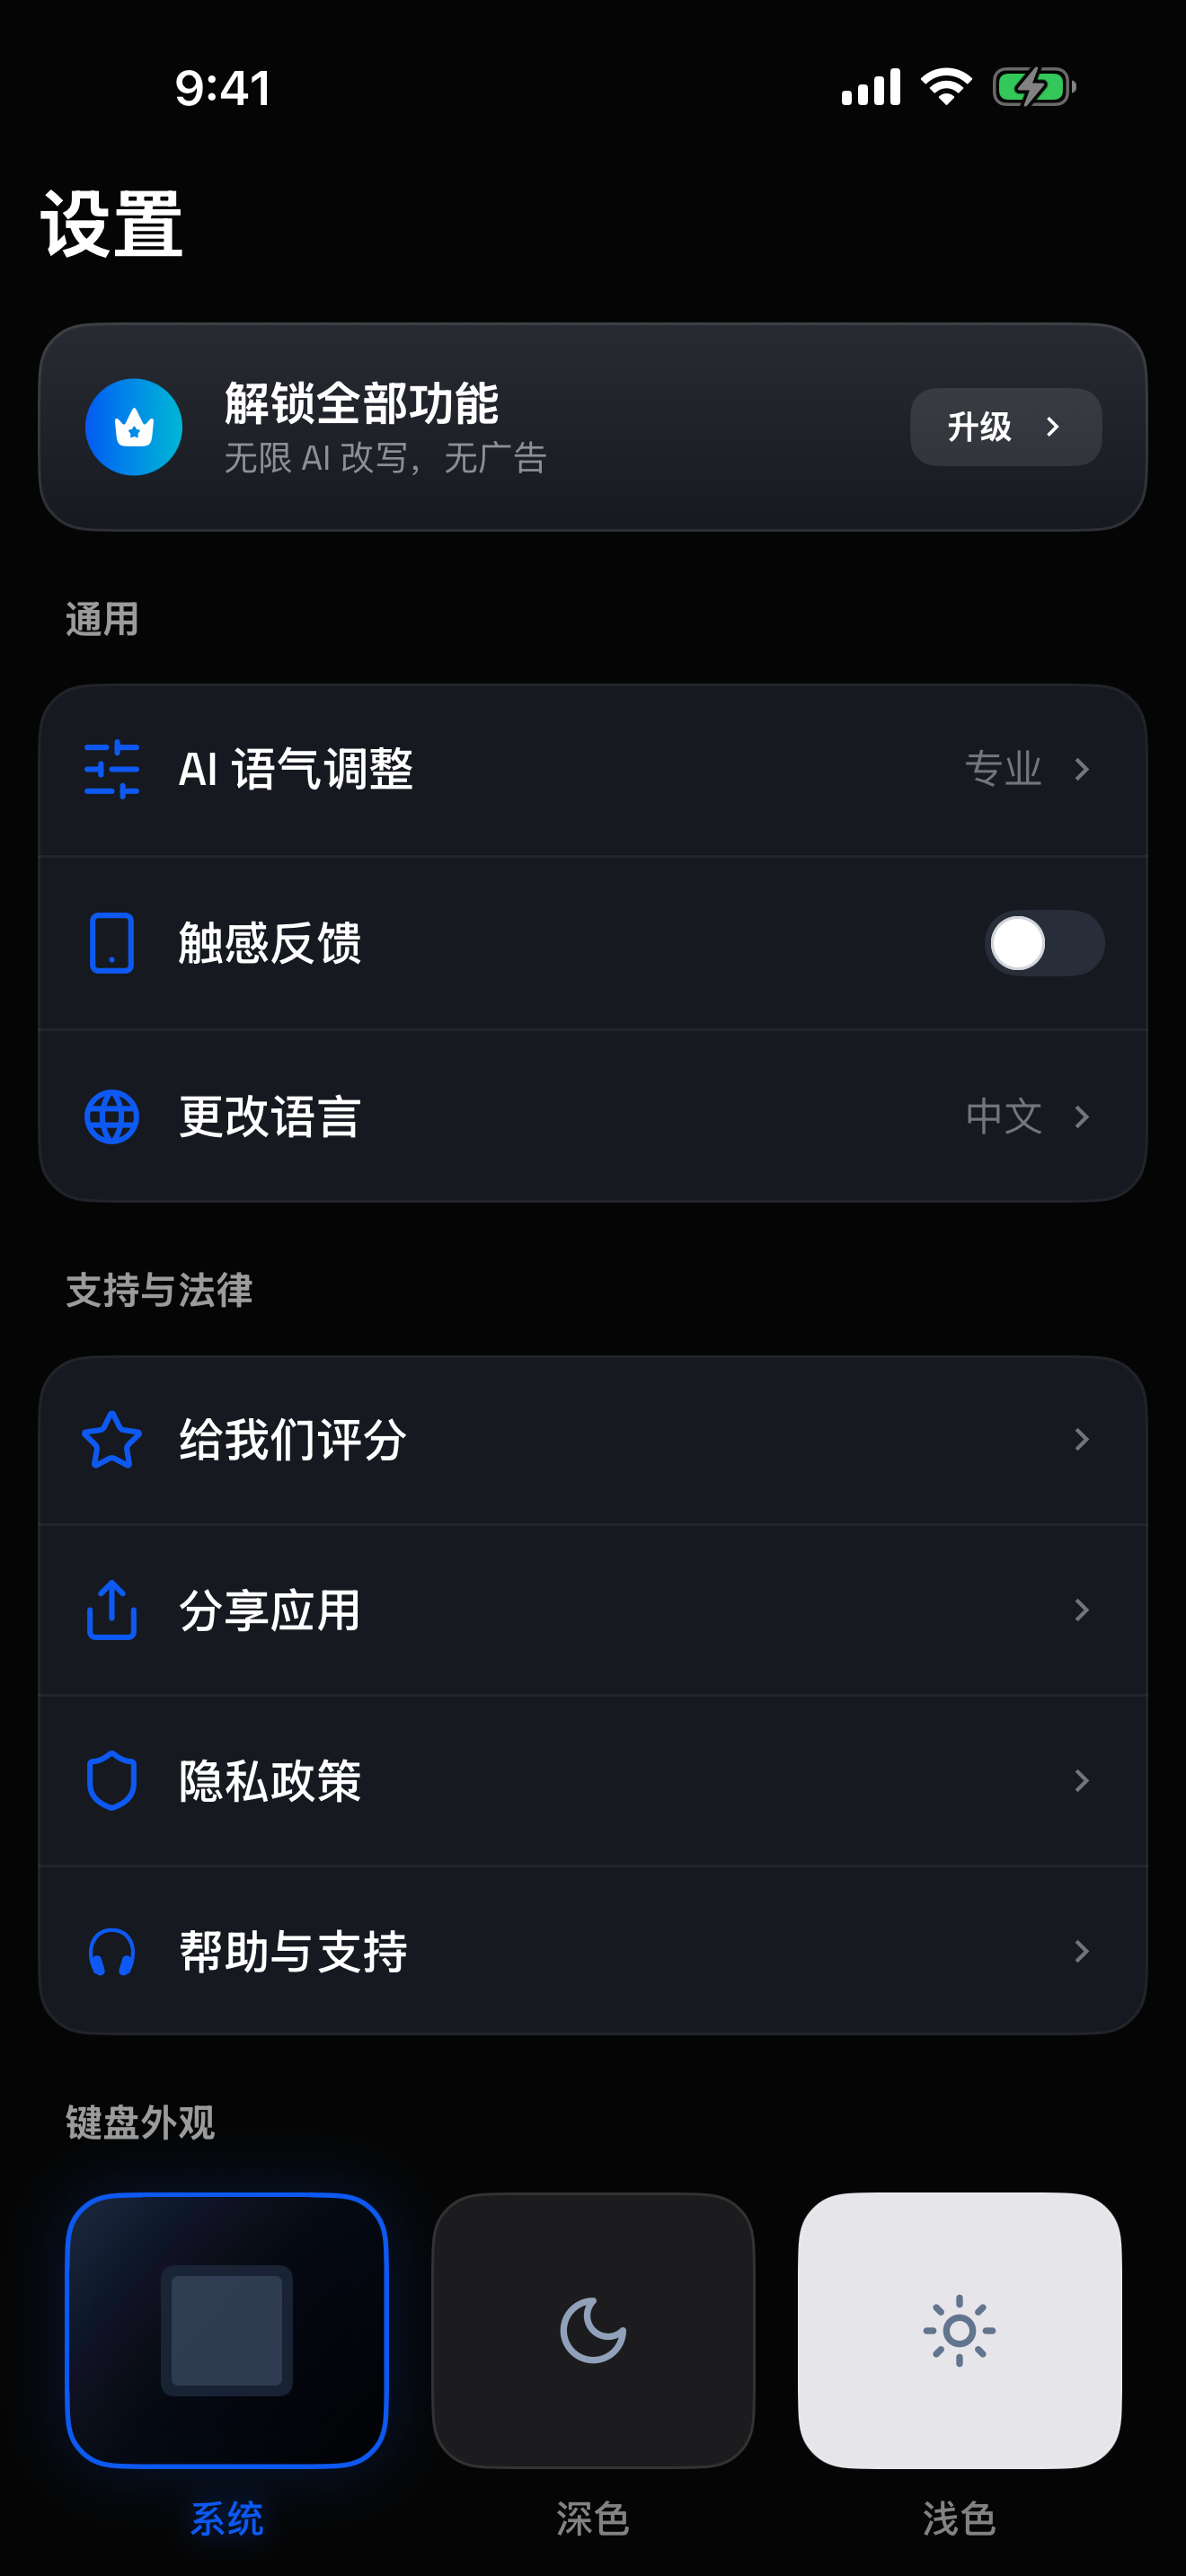 9:41
设置
解锁全部功能
无限 AI 改写，无广告
升级
通用
AI 语气调整
专业
触感反馈
更改语言
中文
支持与法律
给我们评分
分享应用
隐私政策
帮助与支持
键盘外观
系统
深色
浅色